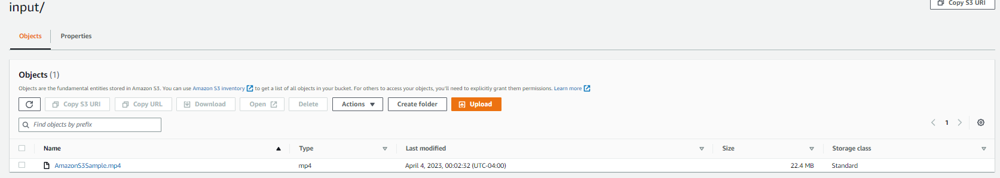 input/
Copy S3 URI
Objects Properties
Objects (1)
Objects are the fundamental entities stored in Amazon S3. You can use Amazon S3 inventory to get a list of all objects in your bucket. For others to access your objects, you'll need to explicitly grant them permissions. Learn more
Copy S3 URI Copy URL Download Open Delete Actions Create folder Upload
Find objects by prefix 1
Name Type Last modified Size Storage class
AmazonS3Sample.mp4 mp4 April 4, 2023, 00:02:32 (UTC-04:00) 22.4 MB Standard